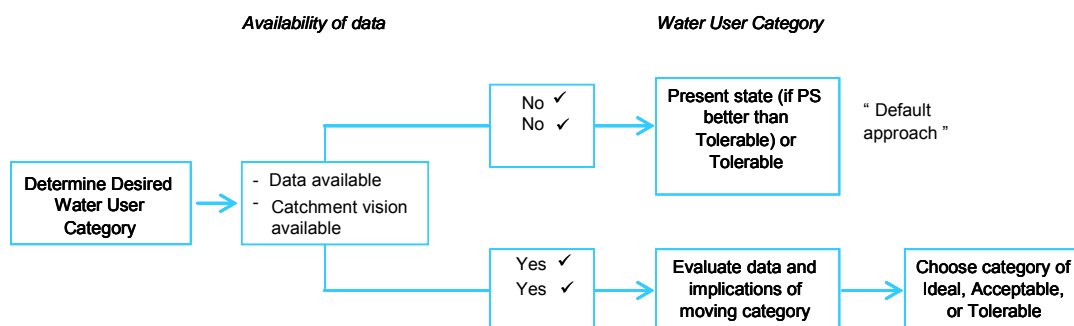 Availability of data
Water User Category
No ✓
No ✓
Present state (if PS
better than
Tolerable) or
Tolerable
“ Default
approach ”
Determine Desired
Water User
Category
- Data available
- Catchment vision
available
Yes ✓
Yes ✓
Evaluate data and
implications of
moving category
Choose category of
Ideal, Acceptable,
or Tolerable